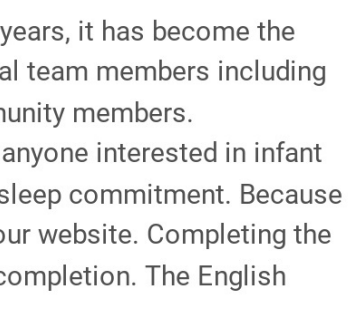 years, it has become the
al team members including
unity members.
anyone interested in infant
sleep commitment. Because
our website. Completing the
completion. The English